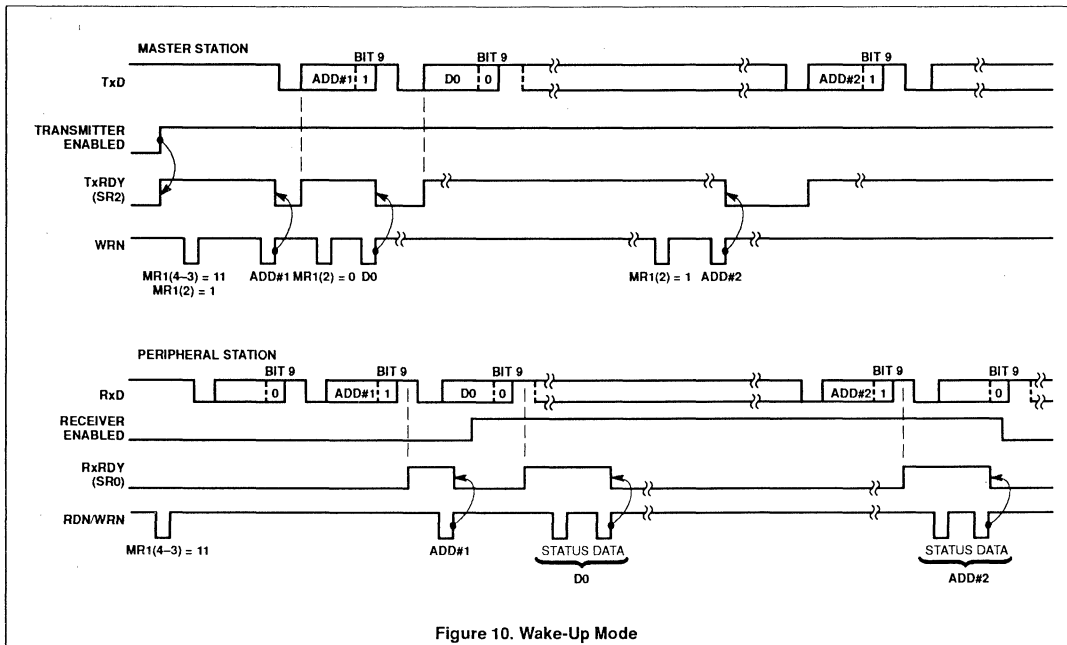 MASTER STATION
BIT 9 BIT 9 BIT 9
TxD ADD#1 1 D0 0 ADD#2 1
TRANSMITTER
ENABLED
TxRDY
(SR2)
WRN
MR1(4–3) = 11 ADD#1 MR1(2) = 0 D0 MR1(2) = 1 ADD#2
MR1(2) = 1
PERIPHERAL STATION
BIT 9 BIT 9 BIT 9 BIT 9 BIT 9
RxD 0 ADD#1 1 D0 0 ADD#2 1 0
RECEIVER
ENABLED
RxRDY
(SR0)
RDN/WRN
MR1(4–3) = 11 ADD#1 STATUS DATA STATUS DATA
D0 ADD#2
Figure 10. Wake-Up Mode